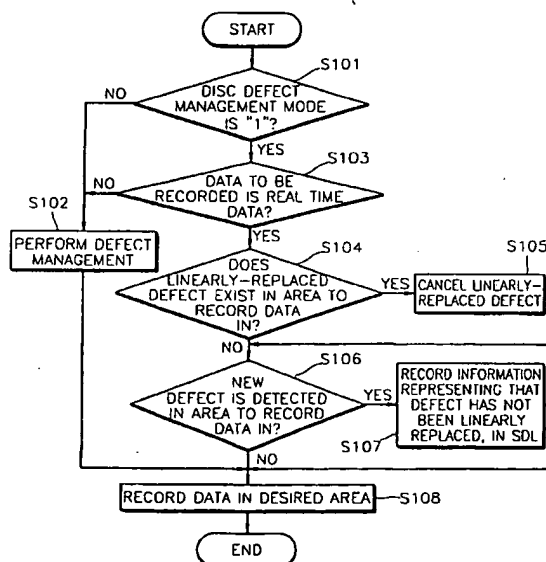 START
S101
NO
DISC DEFECT
MANAGEMENT MODE
IS "1"?
YES
S103
NO
DATA TO BE
RECORDED IS REAL TIME
DATA?
S102
PERFORM DEFECT
MANAGEMENT
YES
S104
DOES
LINEARLY-REPLACED
DEFECT EXIST IN AREA TO
RECORD DATA
IN?
YES
S105
CANCEL LINEARLY-
REPLACED DEFECT
NO
S106
NEW
DEFECT IS DETECTED
IN AREA TO RECORD
DATA IN?
YES
RECORD INFORMATION
REPRESENTING THAT
DEFECT HAS NOT
BEEN LINEARLY
REPLACED, IN SDL
S107
NO
RECORD DATA IN DESIRED AREA
S108
END